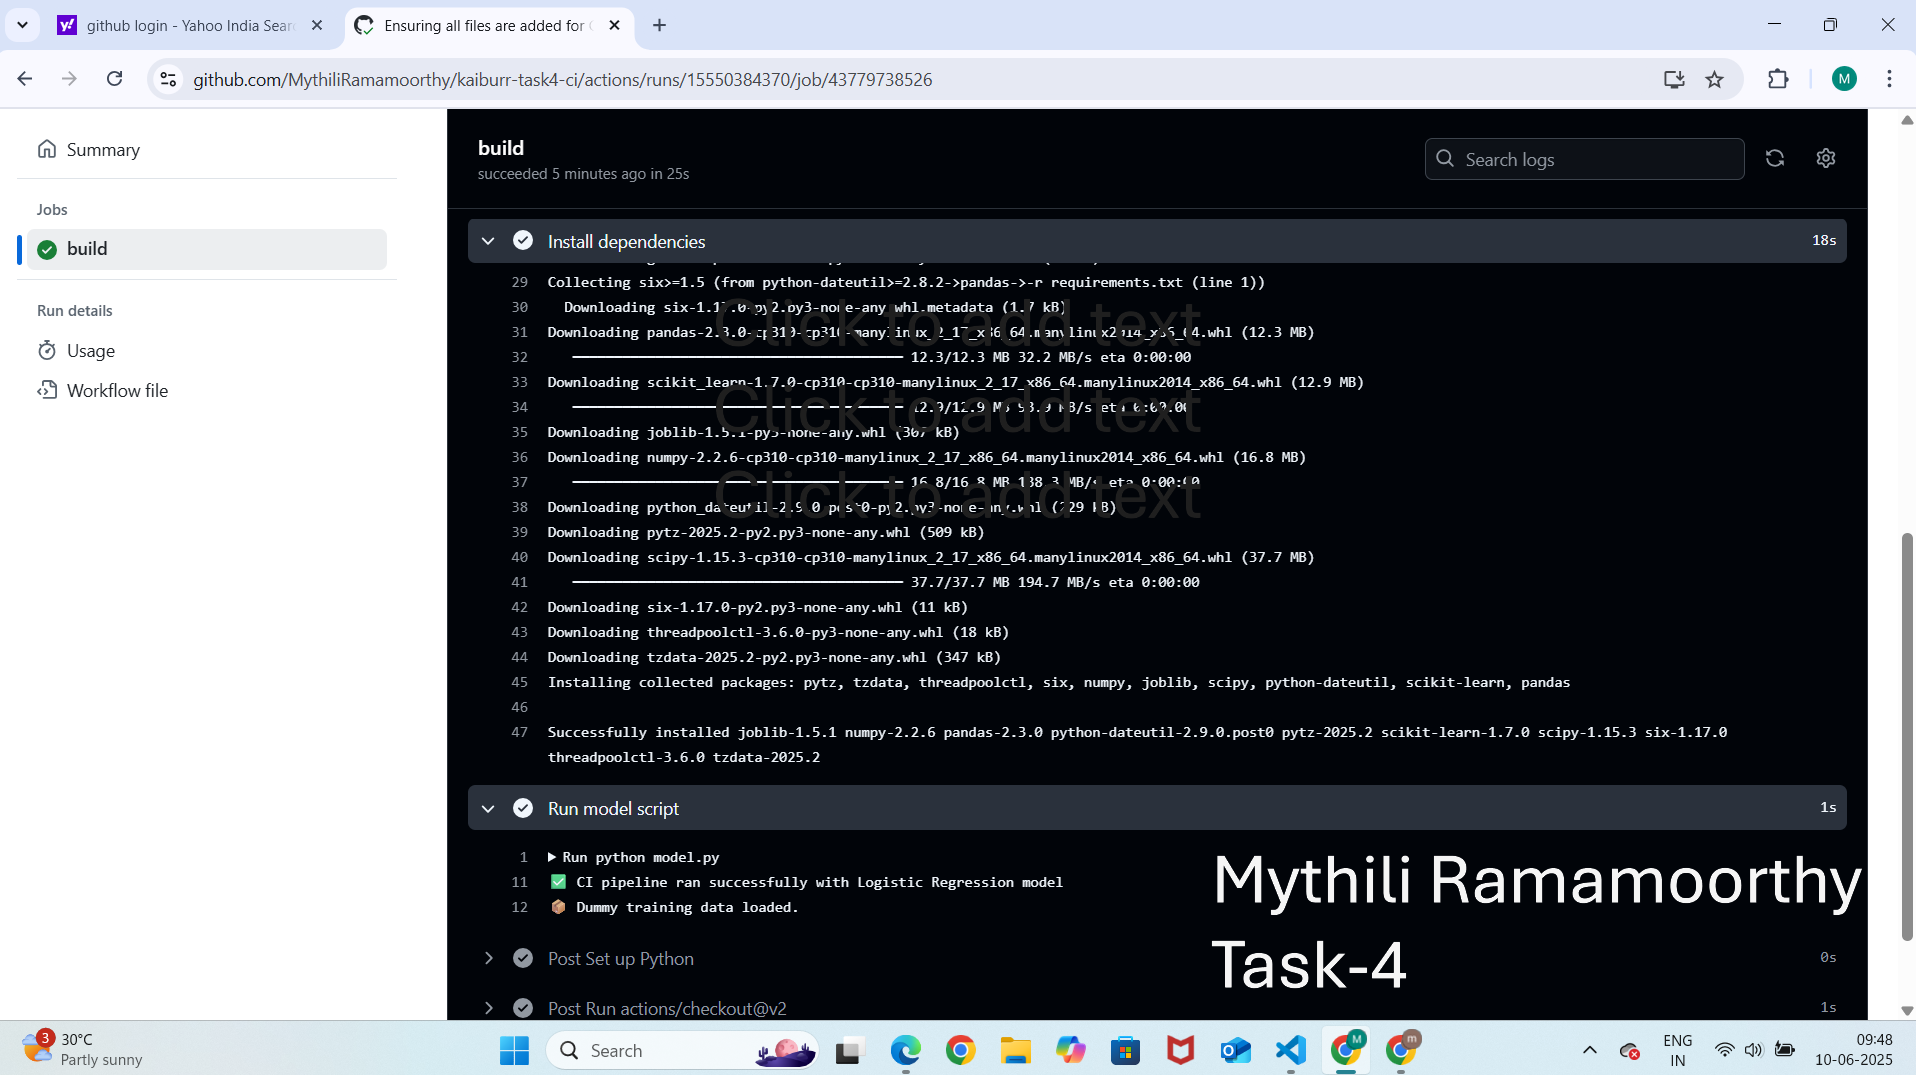 github login - Yahoo India Sear
Ensuring all files are added for
github.com/MythiliRamamoorthy/kaiburr-task4-ci/actions/runs/15550384370/job/43779738526
M
Summary
Jobs
build
Run details
Usage
Workflow file
build
succeeded 5 minutes ago in 25s
Search logs
Install dependencies
18s
29 Collecting six>=1.5 (from python-dateutil>=2.8.2->pandas->-r requirements.txt (line 1))
30 Downloading six-1.17.0-py2.py3-none-any.whl.metadata (1.7 kB)
Click to add text
31 Downloading pandas-2.3.0-cp310-cp310-manylinux_2_17_x86_64.manylinux2014_x86_64.whl (12.3 MB)
32 12.3/12.3 MB 32.2 MB/s eta 0:00:00
33 Downloading scikit_learn-1.7.0-cp310-cp310-manylinux_2_17_x86_64.manylinux2014_x86_64.whl (12.9 MB)
34 12.9/12.9 MB 93.9 MB/s eta 0:00:00
Click to add text
35 Downloading joblib-1.5.1-py3-none-any.whl (307 kB)
36 Downloading numpy-2.2.6-cp310-cp310-manylinux_2_17_x86_64.manylinux2014_x86_64.whl (16.8 MB)
37 16.8/16.8 MB 138.3 MB/s eta 0:00:00
Click to add text
38 Downloading python_dateutil-2.9.0.post0-py2.py3-none-any.whl (229 kB)
39 Downloading pytz-2025.2-py2.py3-none-any.whl (509 kB)
40 Downloading scipy-1.15.3-cp310-cp310-manylinux_2_17_x86_64.manylinux2014_x86_64.whl (37.7 MB)
41 37.7/37.7 MB 194.7 MB/s eta 0:00:00
42 Downloading six-1.17.0-py2.py3-none-any.whl (11 kB)
43 Downloading threadpoolctl-3.6.0-py3-none-any.whl (18 kB)
44 Downloading tzdata-2025.2-py2.py3-none-any.whl (347 kB)
45 Installing collected packages: pytz, tzdata, threadpoolctl, six, numpy, joblib, scipy, python-dateutil, scikit-learn, pandas
46
47 Successfully installed joblib-1.5.1 numpy-2.2.6 pandas-2.3.0 python-dateutil-2.9.0.post0 pytz-2025.2 scikit-learn-1.7.0 scipy-1.15.3 six-1.17.0
threadpoolctl-3.6.0 tzdata-2025.2
Run model script
1s
1 Run python model.py
11 ✅ CI pipeline ran successfully with Logistic Regression model
12 📦 Dummy training data loaded.
Mythili Ramamoorthy
Task-4
Post Set up Python
0s
Post Run actions/checkout@v2
1s
3
30°C
Partly sunny
Search
M
m
ENG
IN
09:48
10-06-2025